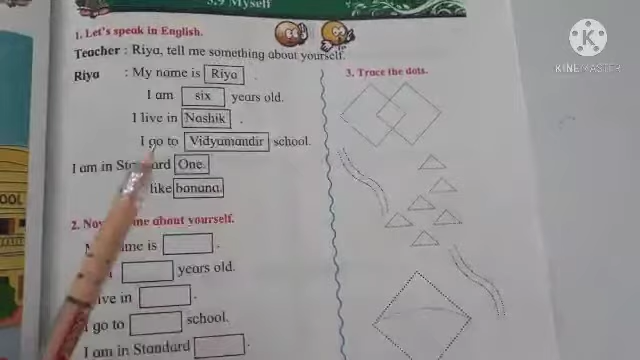 3.9 Myself
1. Let's speak in English.
Teacher : Riya, tell me something about yourself.
Riya : My name is Riya .
I am six years old.
I live in Nashik .
I go to Vidyamandir school.
I am in Standard One.
like banana.
2. me about yourself.
is .
years old.
live in .
I go to school.
I am in Standard
3. Trace the dots.
KINEMASTER
OOL